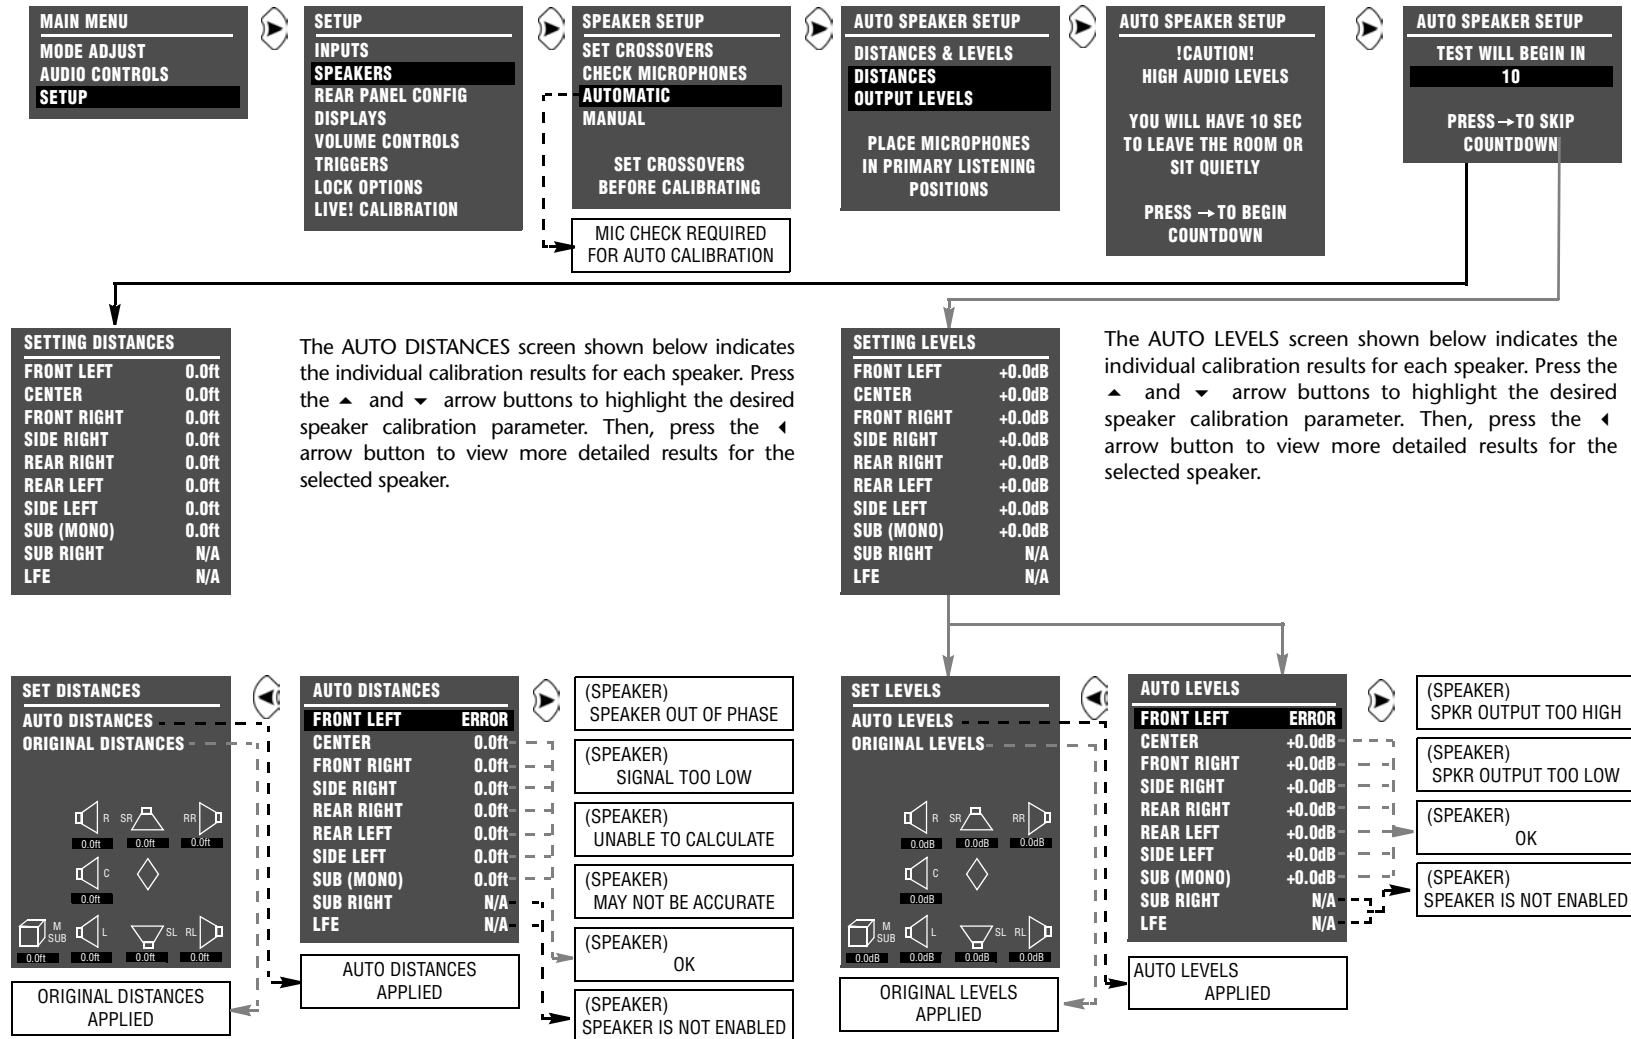 MAIN MENU
MODE ADJUST
AUDIO CONTROLS
SETUP
SETUP
INPUTS
SPEAKERS
REAR PANEL CONFIG
DISPLAYS
VOLUME CONTROLS
TRIGGERS
LOCK OPTIONS
LIVE! CALIBRATION
SPEAKER SETUP
SET CROSSOVERS
CHECK MICROPHONES
AUTOMATIC
MANUAL
SET CROSSOVERS
BEFORE CALIBRATING
MIC CHECK REQUIRED
FOR AUTO CALIBRATION
AUTO SPEAKER SETUP
DISTANCES & LEVELS
DISTANCES
OUTPUT LEVELS
PLACE MICROPHONES
IN PRIMARY LISTENING
POSITIONS
AUTO SPEAKER SETUP
!CAUTION!
HIGH AUDIO LEVELS
YOU WILL HAVE 10 SEC
TO LEAVE THE ROOM OR
SIT QUIETLY
PRESS → TO BEGIN
COUNTDOWN
AUTO SPEAKER SETUP
TEST WILL BEGIN IN
10
PRESS → TO SKIP
COUNTDOWN
SETTING DISTANCES
FRONT LEFT 0.0ft
CENTER 0.0ft
FRONT RIGHT 0.0ft
SIDE RIGHT 0.0ft
REAR RIGHT 0.0ft
REAR LEFT 0.0ft
SIDE LEFT 0.0ft
SUB (MONO) 0.0ft
SUB RIGHT N/A
LFE N/A
The AUTO DISTANCES screen shown below indicates
the individual calibration results for each speaker. Press
the ▲ and ▼ arrow buttons to highlight the desired
speaker calibration parameter. Then, press the ◀
arrow button to view more detailed results for the
selected speaker.
SETTING LEVELS
FRONT LEFT +0.0dB
CENTER +0.0dB
FRONT RIGHT +0.0dB
SIDE RIGHT +0.0dB
REAR RIGHT +0.0dB
REAR LEFT +0.0dB
SIDE LEFT +0.0dB
SUB (MONO) +0.0dB
SUB RIGHT N/A
LFE N/A
The AUTO LEVELS screen shown below indicates the
individual calibration results for each speaker. Press the
▲ and ▼ arrow buttons to highlight the desired
speaker calibration parameter. Then, press the ◀
arrow button to view more detailed results for the
selected speaker.
SET DISTANCES
AUTO DISTANCES
ORIGINAL DISTANCES
R SR RR
0.0ft 0.0ft 0.0ft
C
0.0ft
M SUB L SL RL
0.0ft 0.0ft 0.0ft 0.0ft
ORIGINAL DISTANCES
APPLIED
AUTO DISTANCES
FRONT LEFT ERROR
CENTER 0.0ft
FRONT RIGHT 0.0ft
SIDE RIGHT 0.0ft
REAR RIGHT 0.0ft
REAR LEFT 0.0ft
SIDE LEFT 0.0ft
SUB (MONO) 0.0ft
SUB RIGHT N/A
LFE N/A
AUTO DISTANCES
APPLIED
(SPEAKER)
SPEAKER OUT OF PHASE
(SPEAKER)
SIGNAL TOO LOW
(SPEAKER)
UNABLE TO CALCULATE
(SPEAKER)
MAY NOT BE ACCURATE
(SPEAKER)
OK
(SPEAKER)
SPEAKER IS NOT ENABLED
SET LEVELS
AUTO LEVELS
ORIGINAL LEVELS
R SR RR
0.0dB 0.0dB 0.0dB
C
0.0dB
M SUB L SL RL
0.0dB 0.0dB 0.0dB 0.0dB
ORIGINAL LEVELS
APPLIED
AUTO LEVELS
FRONT LEFT ERROR
CENTER +0.0dB
FRONT RIGHT +0.0dB
SIDE RIGHT +0.0dB
REAR RIGHT +0.0dB
REAR LEFT +0.0dB
SIDE LEFT +0.0dB
SUB (MONO) +0.0dB
SUB RIGHT N/A
LFE N/A
AUTO LEVELS
APPLIED
(SPEAKER)
SPKR OUTPUT TOO HIGH
(SPEAKER)
SPKR OUTPUT TOO LOW
(SPEAKER)
OK
(SPEAKER)
SPEAKER IS NOT ENABLED